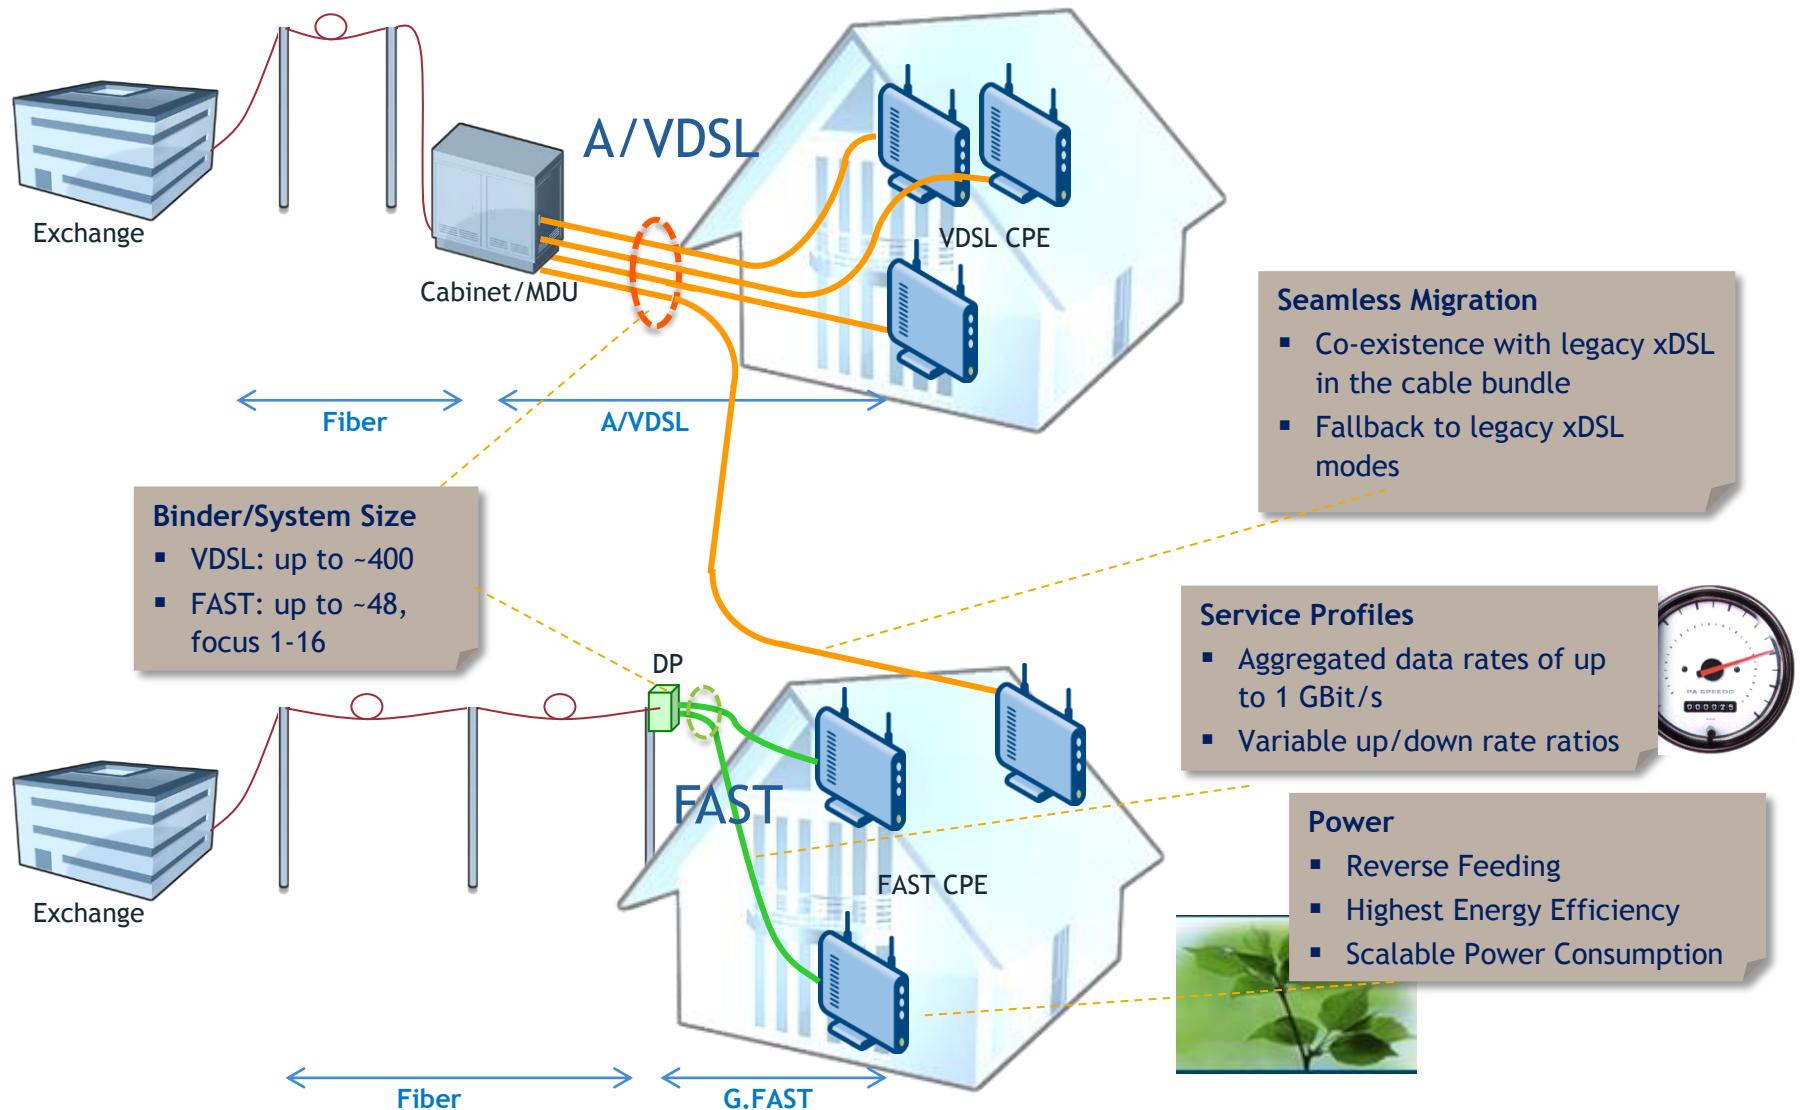 A/VDSL
Exchange
VDSL CPE
Cabinet/MDU
Fiber
A/VDSL
Seamless Migration
▪ Co-existence with legacy xDSL
in the cable bundle
▪ Fallback to legacy xDSL
modes
Binder/System Size
▪ VDSL: up to ~400
▪ FAST: up to ~48,
focus 1-16
Service Profiles
▪ Aggregated data rates of up
to 1 GBit/s
▪ Variable up/down rate ratios
PA SPEEDO
000025
DP
FAST
FAST CPE
Exchange
Power
▪ Reverse Feeding
▪ Highest Energy Efficiency
▪ Scalable Power Consumption
Fiber
G.FAST